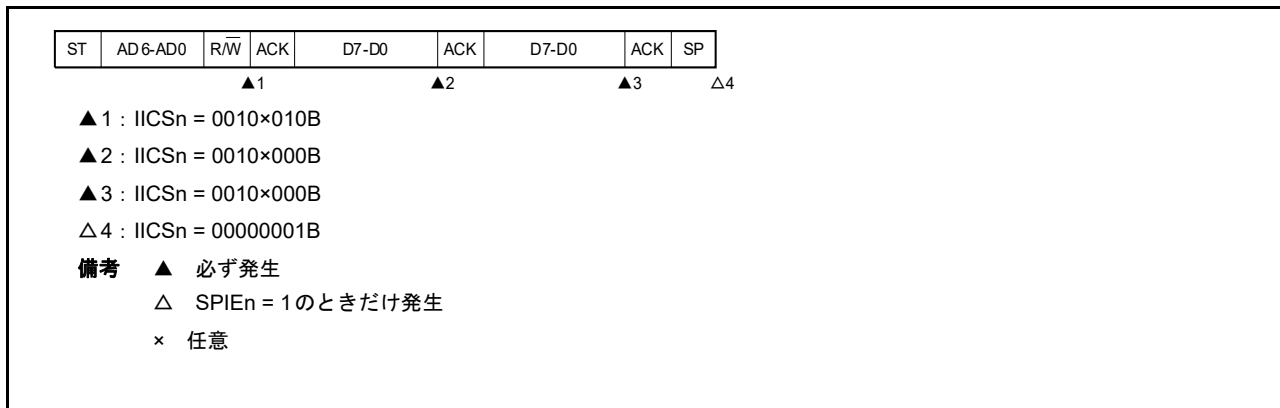 ST AD6-AD0 R/W ACK D7-D0 ACK D7-D0 ACK SP
▲1 ▲2 ▲3 △4
▲1：IICSn = 0010×010B
▲2：IICSn = 0010×000B
▲3：IICSn = 0010×000B
△4：IICSn = 00000001B
備考 ▲ 必ず発生
△ SPIEn = 1のときだけ発生
× 任意